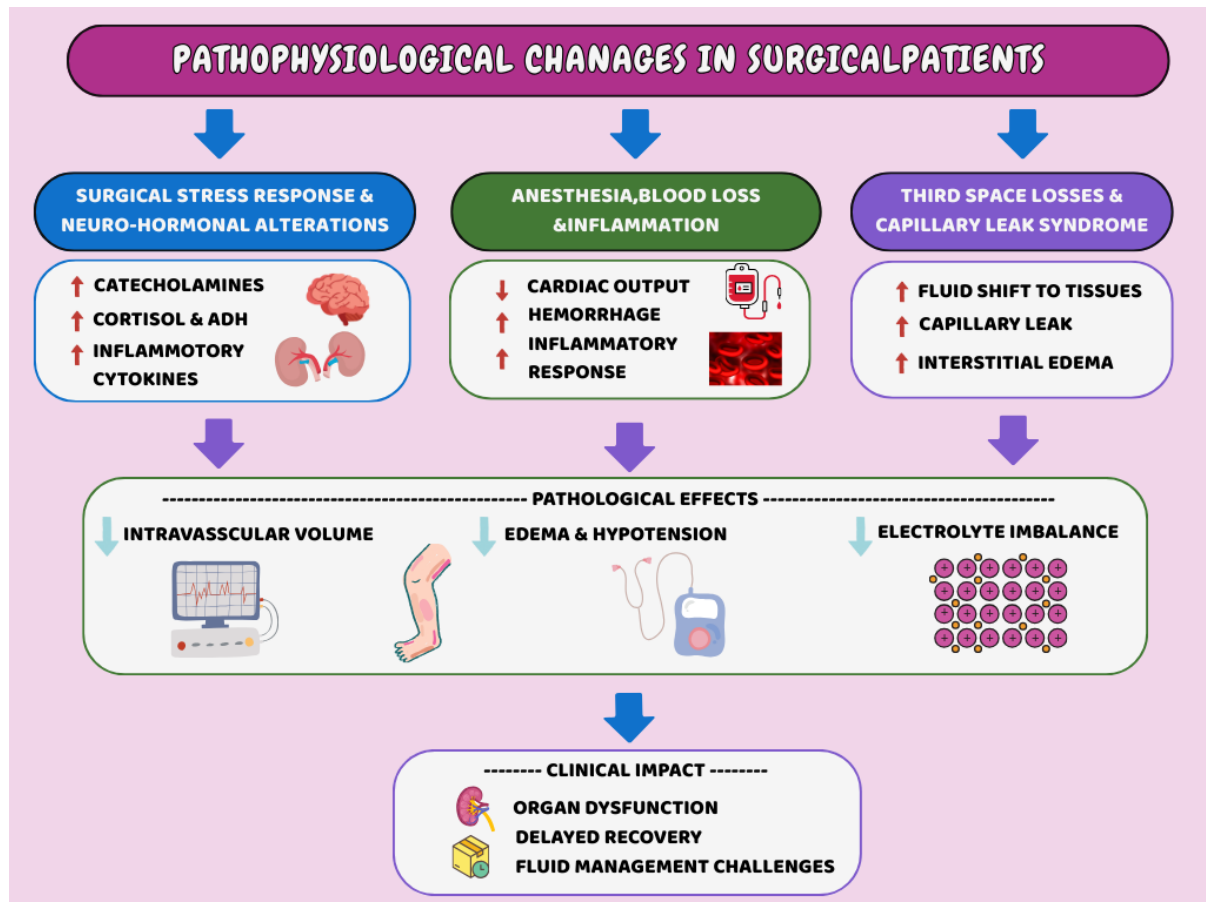 PATHOPHYSIOLOGICAL CHANAGES IN SURGICALPATIENTS
SURGICAL STRESS RESPONSE &
NEURO-HORMONAL ALTERATIONS
CATECHOLAMINES
CORTISOL & ADH
INFLAMMOTORY
CYTOKINES
ANESTHESIA,BLOOD LOSS
&INFLAMMATION
CARDIAC OUTPUT
HEMORRHAGE
INFLAMMATORY
RESPONSE
THIRD SPACE LOSSES &
CAPILLARY LEAK SYNDROME
FLUID SHIFT TO TISSUES
CAPILLARY LEAK
INTERSTITIAL EDEMA
PATHOLOGICAL EFFECTS
INTRAVASSCULAR VOLUME
EDEMA & HYPOTENSION
ELECTROLYTE IMBALANCE
CLINICAL IMPACT
ORGAN DYSFUNCTION
DELAYED RECOVERY
FLUID MANAGEMENT CHALLENGES